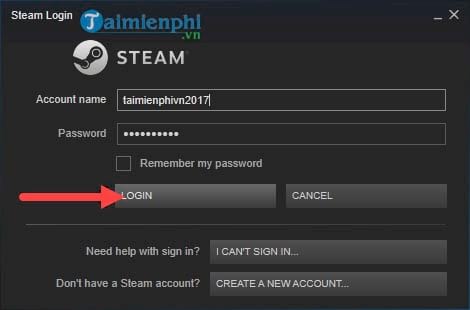 Steam Login
Taimienphi
.vn
STEAM®
Account name
taimienphivn2017
Password
**********
Remember my password
LOGIN
CANCEL
Need help with sign in?
I CAN'T SIGN IN...
Don't have a Steam account?
CREATE A NEW ACCOUNT...